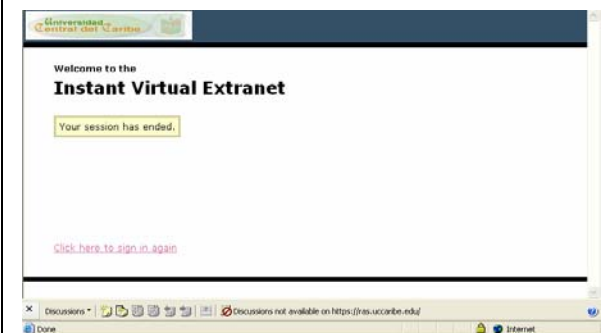 Universidad
Central del Caribe
Welcome to the
Instant Virtual Extranet
Your session has ended.
Click here to sign in again
Discussions
Discussions not available on https://ras.uccaribe.edu/
Done
Internet